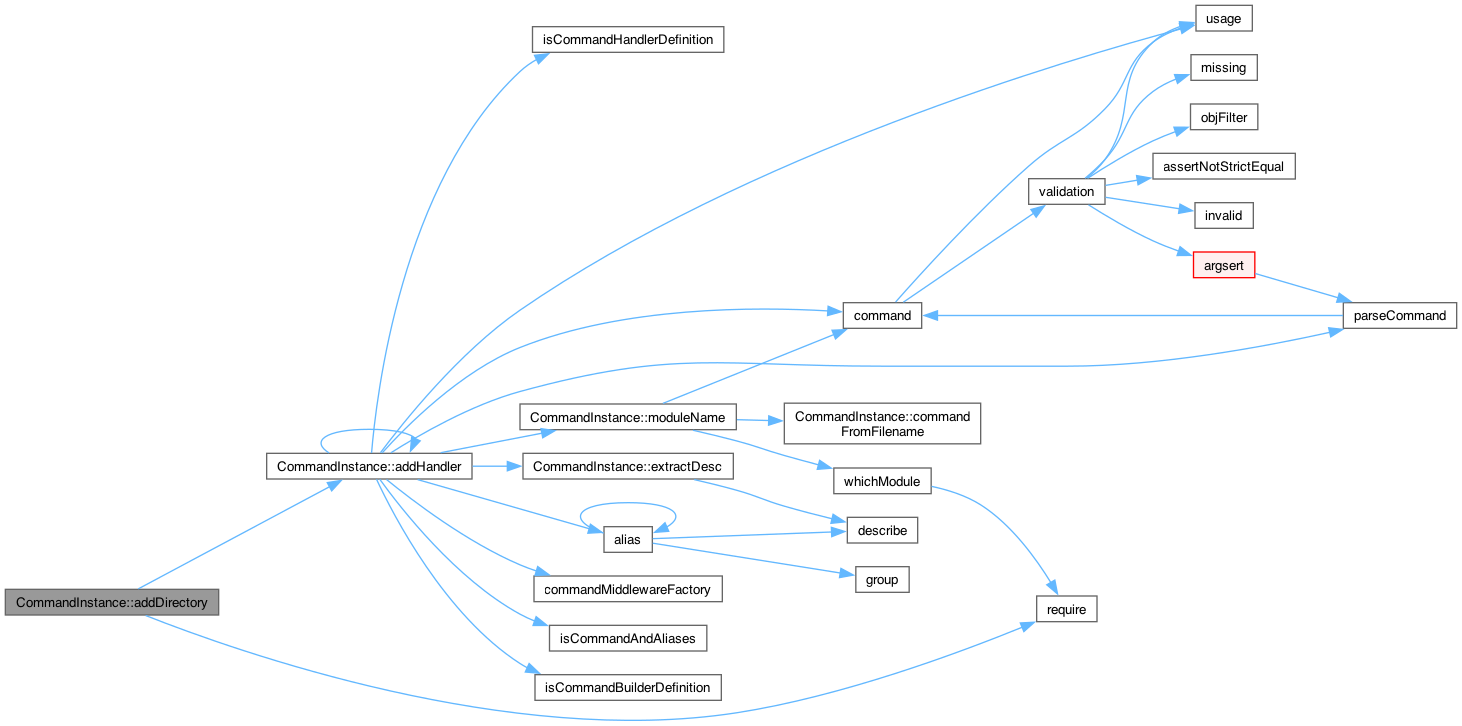 usage
isCommandHandlerDefinition
missing
objFilter
assertNotStrictEqual
validation
invalid
argsert
command
parseCommand
CommandInstance::moduleName
CommandInstance::command
FromFilename
CommandInstance::addHandler
CommandInstance::extractDesc
whichModule
describe
alias
group
commandMiddlewareFactory
CommandInstance::addDirectory
require
isCommandAndAliases
isCommandBuilderDefinition